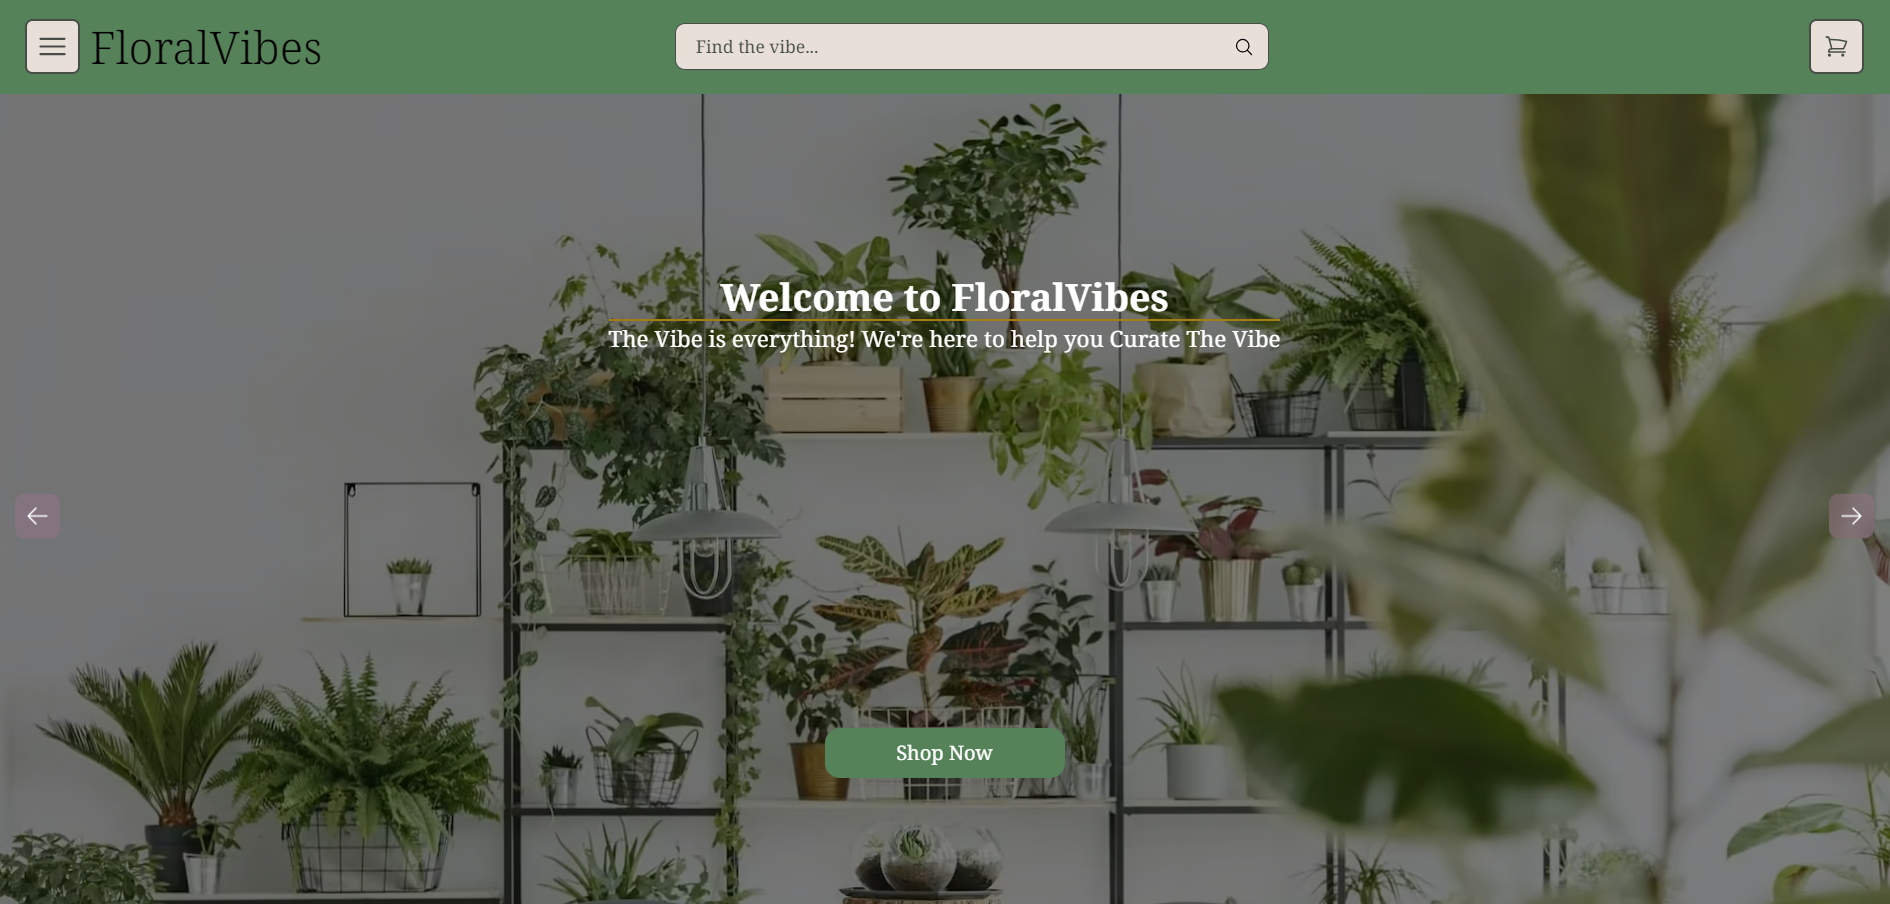 FloralVibes
Find the vibe...
Welcome to FloralVibes
The Vibe is everything! We're here to help you Curate The Vibe
Shop Now